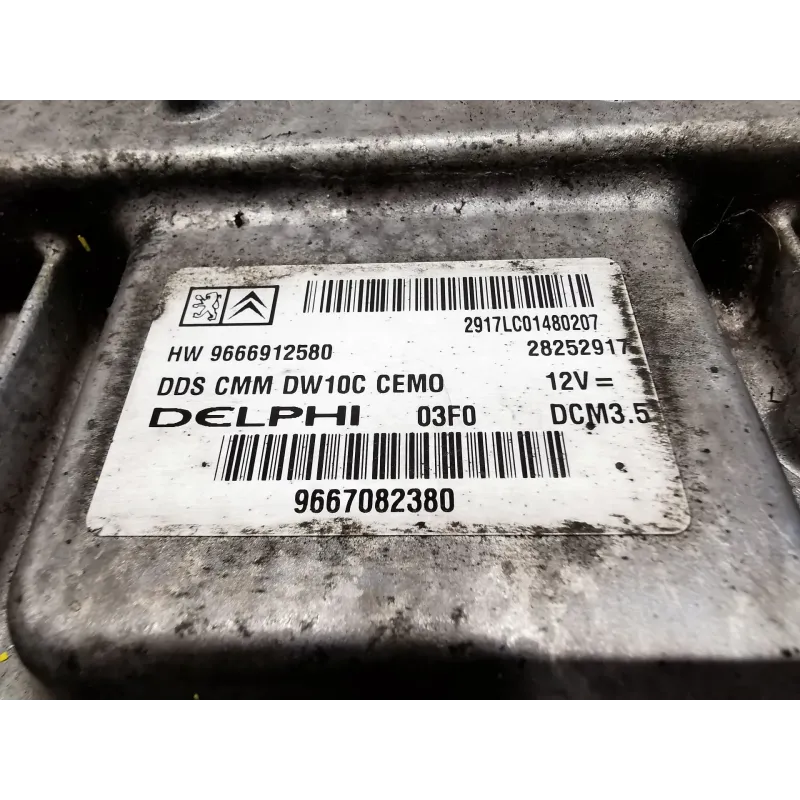 2917LC01480207
HW 9666912580 28252917
DDS CMM DW10C CEMO 12V =
DELPHI 03F0 DCM3.5
9667082380